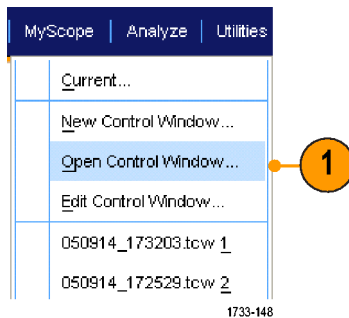 MyScope | Analyze | Utilities
Current...
New Control Window...
Open Control Window...
1
Edit Control Window...
050914_173203.tcw 1
050914_172529.tcw 2
1733-148